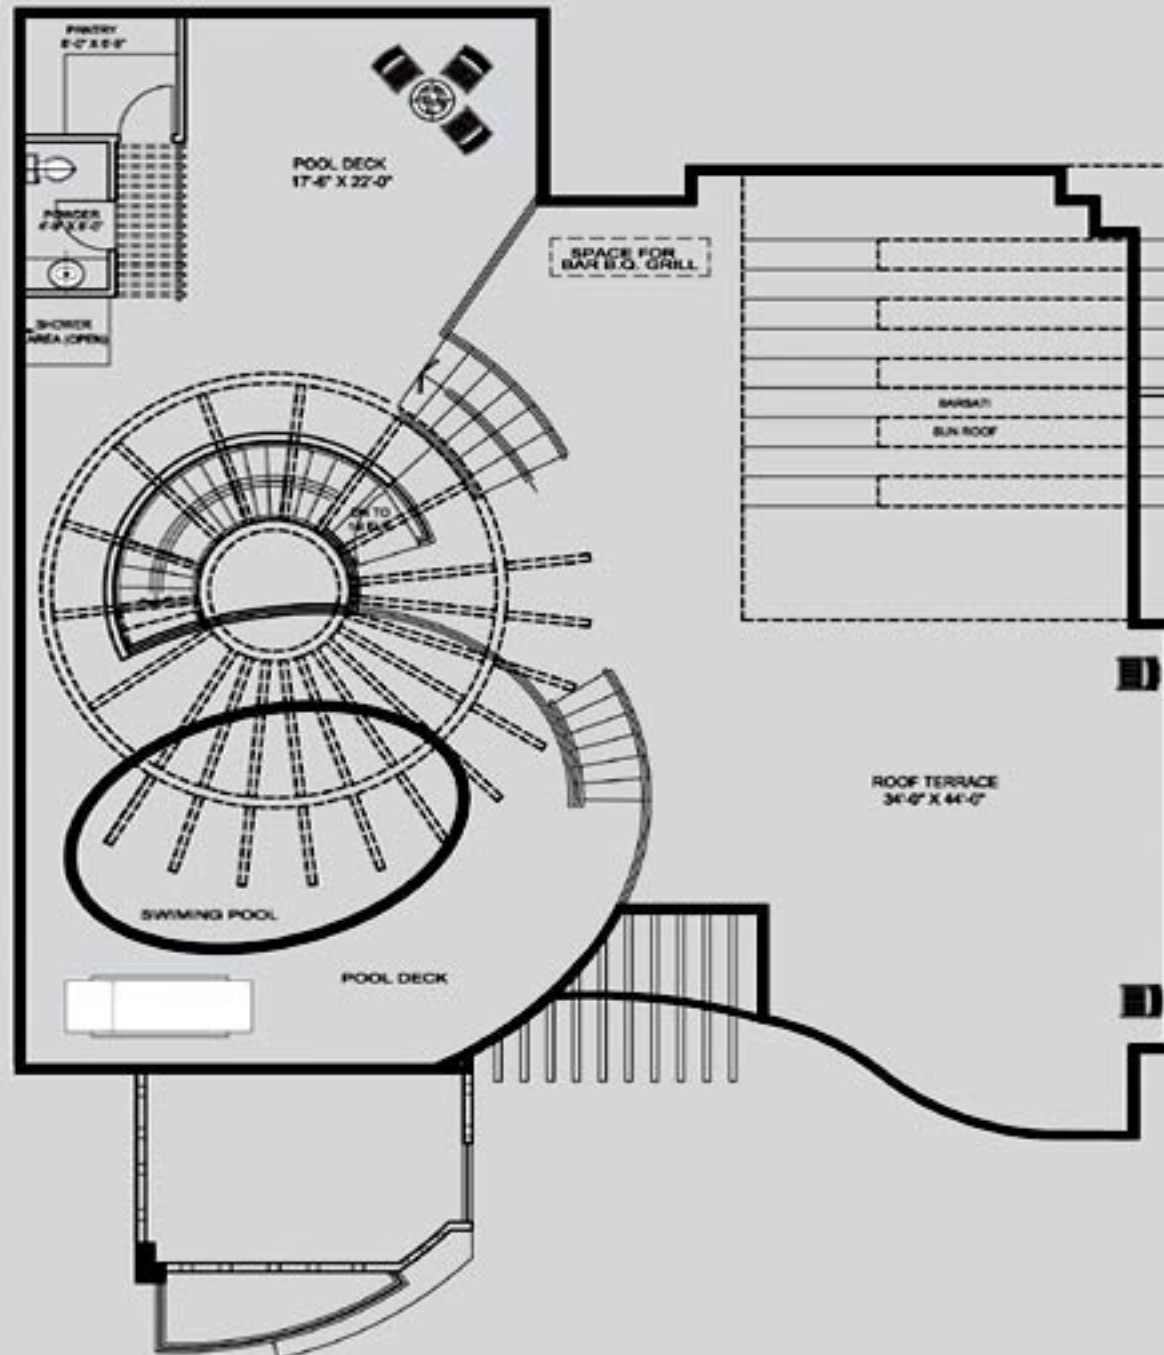 PANTRY
POOL DECK
17'-6" X 22'-0"
POWDER
SPACE FOR
BAR B.Q. GRILL
SHOWER
AREA (OPEN)
BARSATI
SUN ROOF
ROOF TERRACE
34'-0" X 44'-0"
SWIMING POOL
POOL DECK